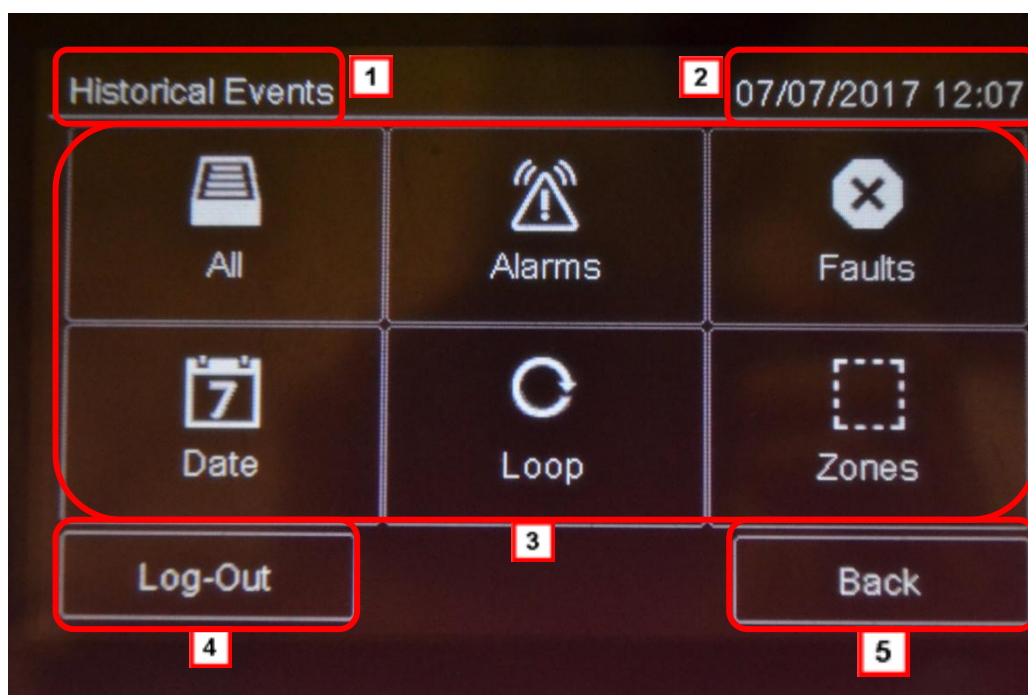 Historical Events 1 2 07/07/2017 12:07
All Alarms Faults
7
Date Loop Zones
3
Log-Out Back
4 5